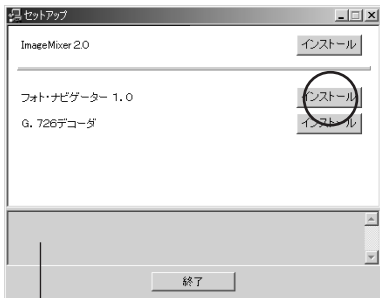 セットアップ
ImageMixer 2.0 インストール
フォト・ナビゲーター 1.0 インストール
G.726デコーダ インストール
終了